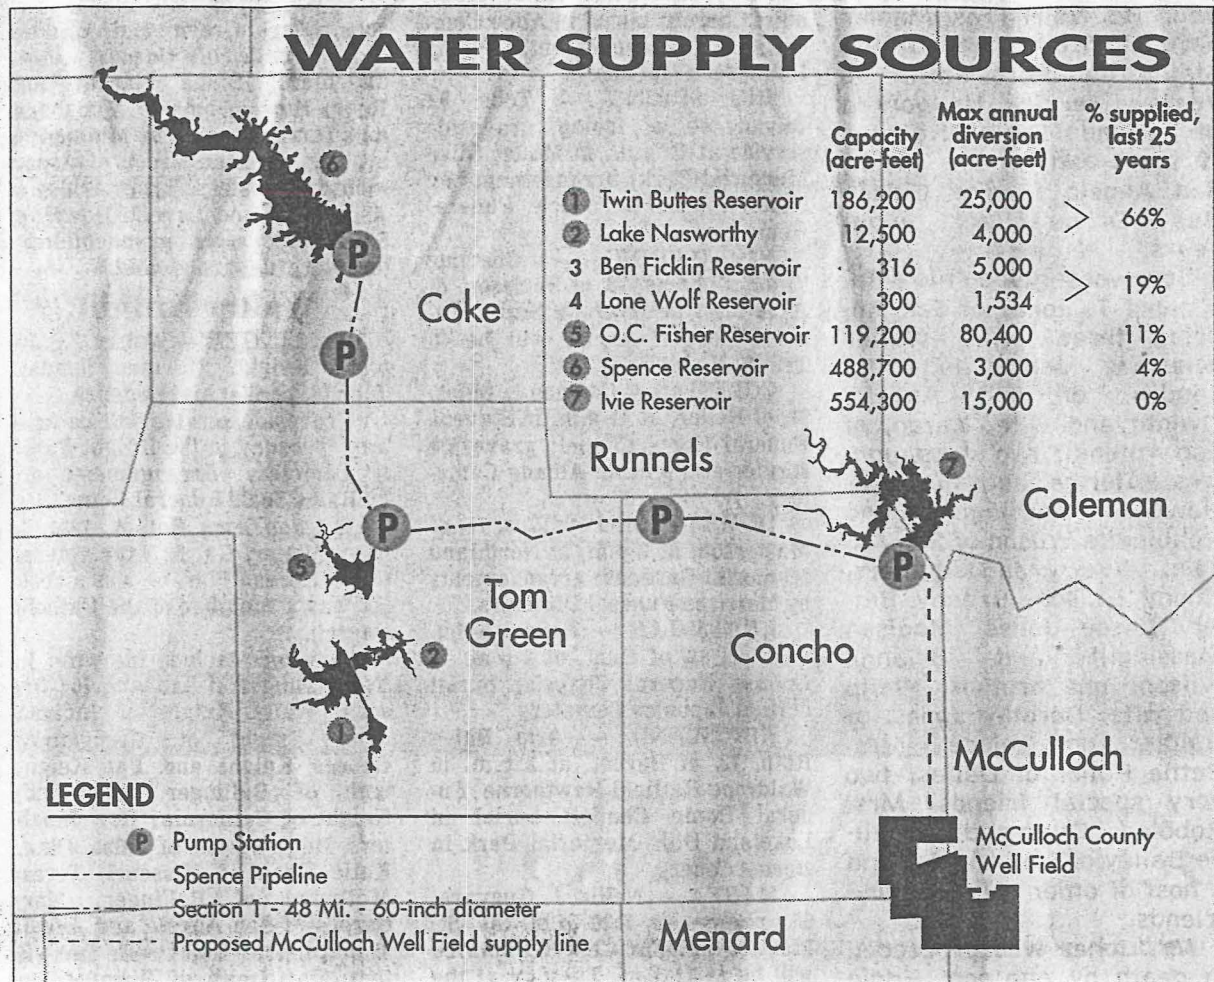 WATER SUPPLY SOURCES
Capacity (acre-feet) Max annual diversion (acre-feet) % supplied, last 25 years
1 Twin Buttes Reservoir 186,200 25,000
> 66%
2 Lake Nasworthy 12,500 4,000
3 Ben Ficklin Reservoir 316 5,000
> 19%
4 Lone Wolf Reservoir 300 1,534
5 O.C. Fisher Reservoir 119,200 80,400 11%
6 Spence Reservoir 488,700 3,000 4%
7 Ivie Reservoir 554,300 15,000 0%
6
P
Coke
P
Runnels
7
Coleman
P
P
P
5
Tom
Green
Concho
2
1
McCulloch
McCulloch County
Well Field
Menard
LEGEND
P Pump Station
Spence Pipeline
Section 1 - 48 Mi. - 60-inch diameter
Proposed McCulloch Well Field supply line